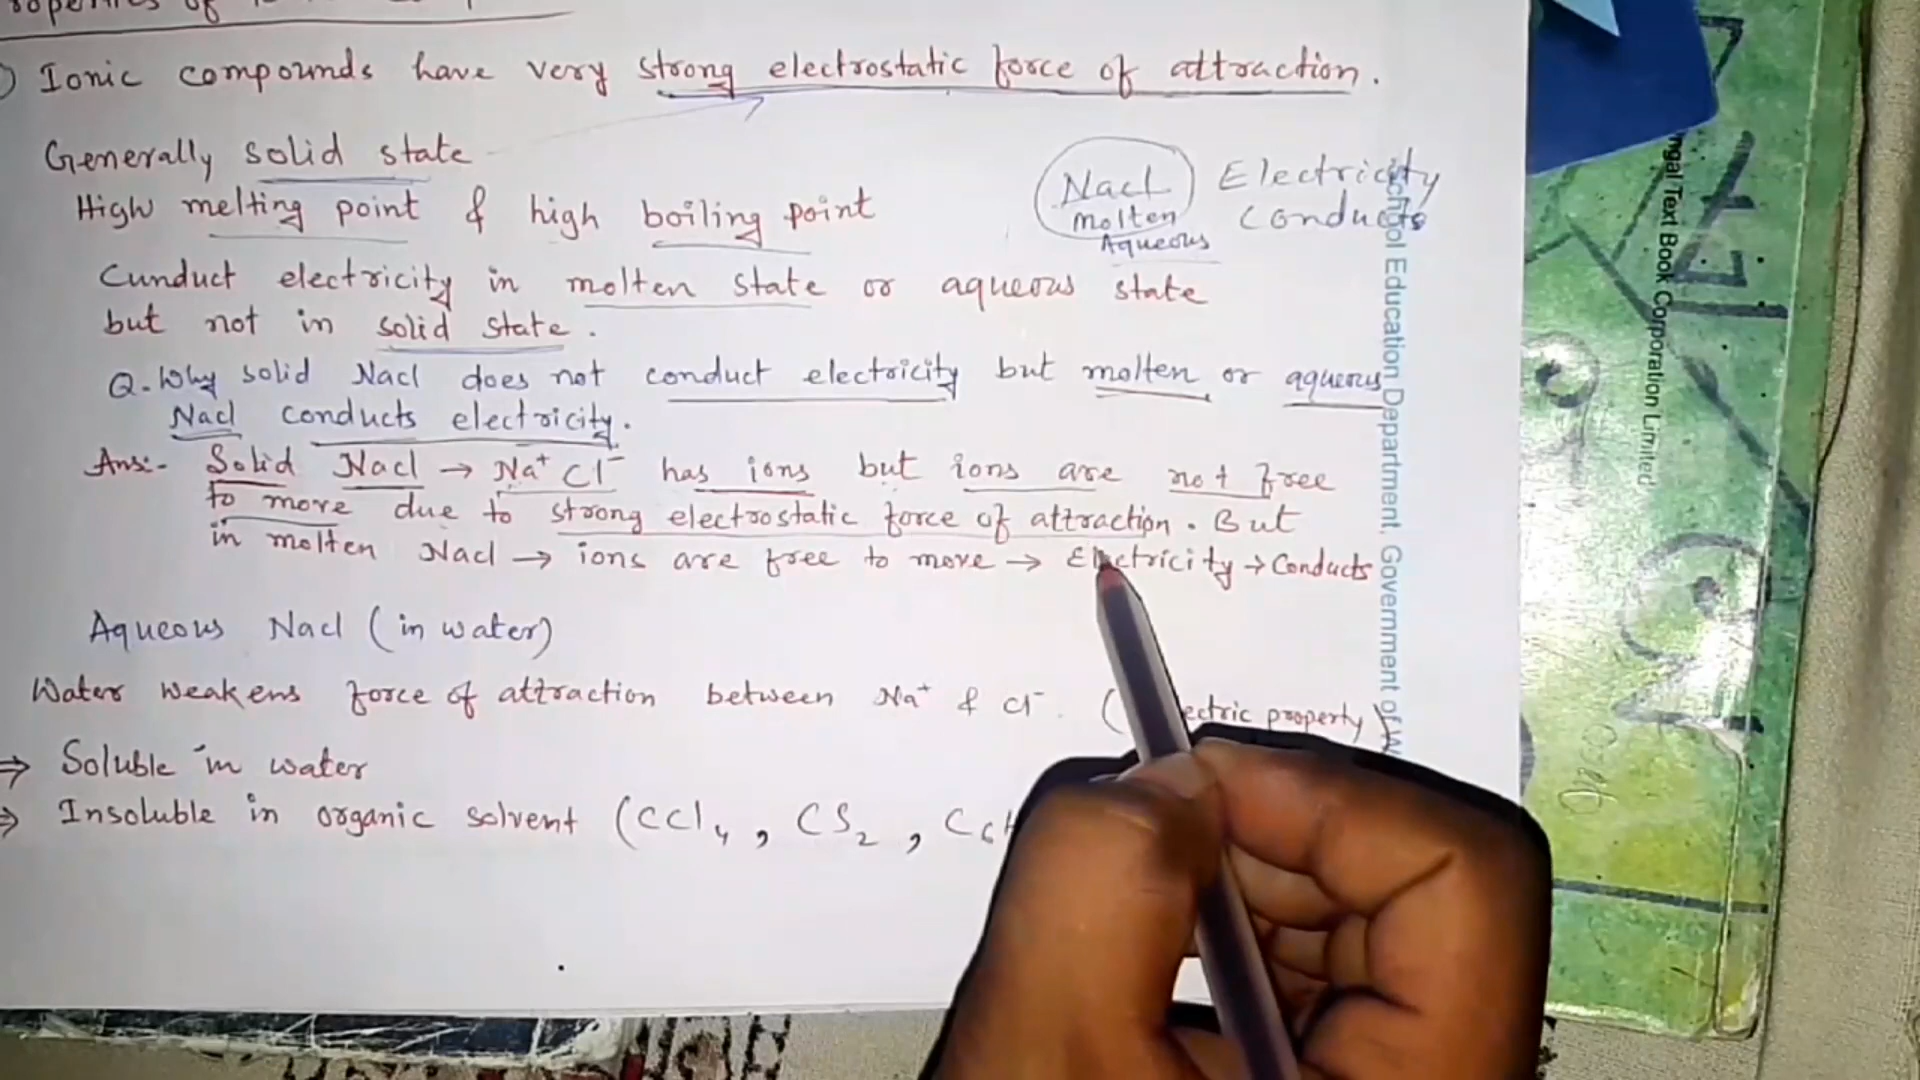 Ionic compounds have very strong electrostatic force of attraction.
Generally solid state
High melting point & high boiling point
Nacl Electricity
molten Conducts
Aqueous
Cunduct electricity in molten state or aqueous state
but not in solid state.
Q. Why solid Nacl does not conduct electricity but molten or aqueous
Nacl conducts electricity.
Ans:- Solid Nacl → Na⁺ Cl⁻ has ions but ions are not free
to move due to strong electrostatic force of attraction. But
in molten Nacl → ions are free to move → Electricity → Conducts
Aqueous Nacl (in water)
Water weakens force of attraction between Na⁺ & Cl⁻. ( property)
⇒ Soluble in water
⇒ Insoluble in organic solvent (CCl₄, CS₂,
School Education Department, Government of W
Text Book Corporation Limited